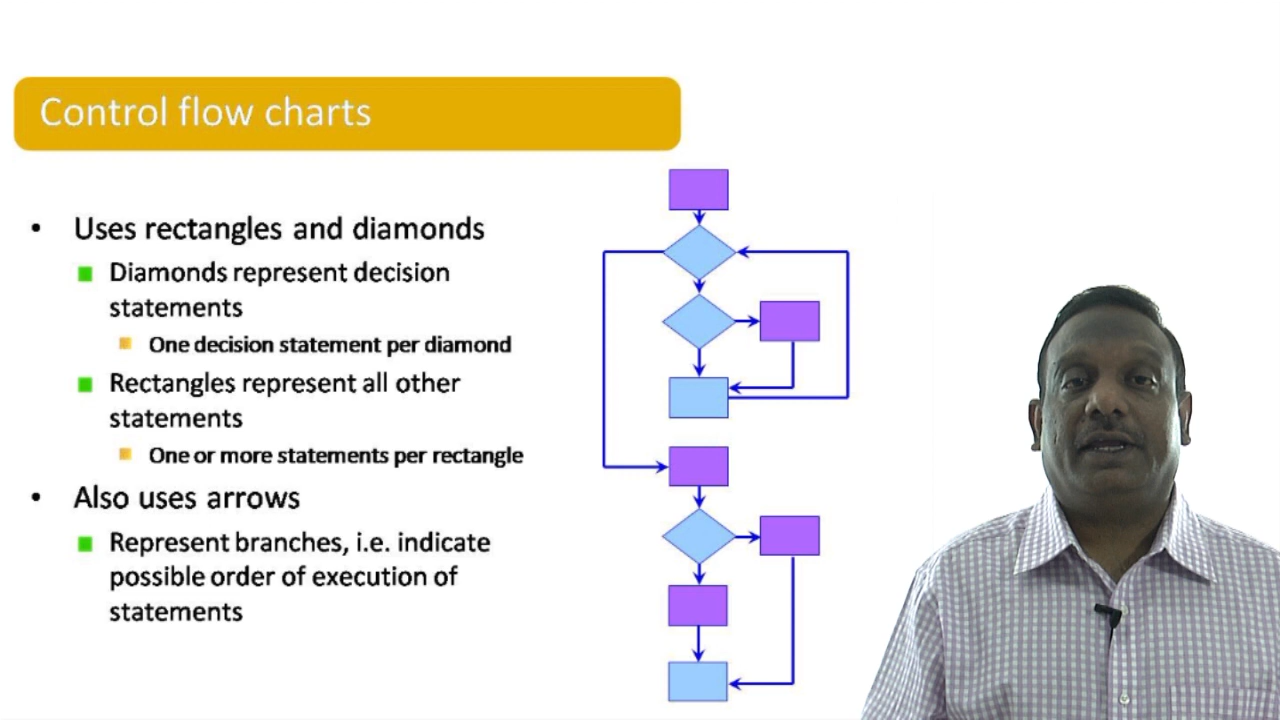 Control flow charts
• Uses rectangles and diamonds
Diamonds represent decision
statements
One decision statement per diamond
Rectangles represent all other
statements
One or more statements per rectangle
• Also uses arrows
Represent branches, i.e. indicate
possible order of execution of
statements